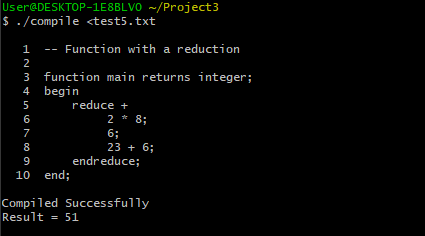 User@DESKTOP-1E8BLVO ~/Project3
$ ./compile <test5.txt
1 -- Function with a reduction
2
3 function main returns integer;
4 begin
5 reduce +
6 2 * 8;
7 6;
8 23 + 6;
9 endreduce;
10 end;
Compiled Successfully
Result = 51